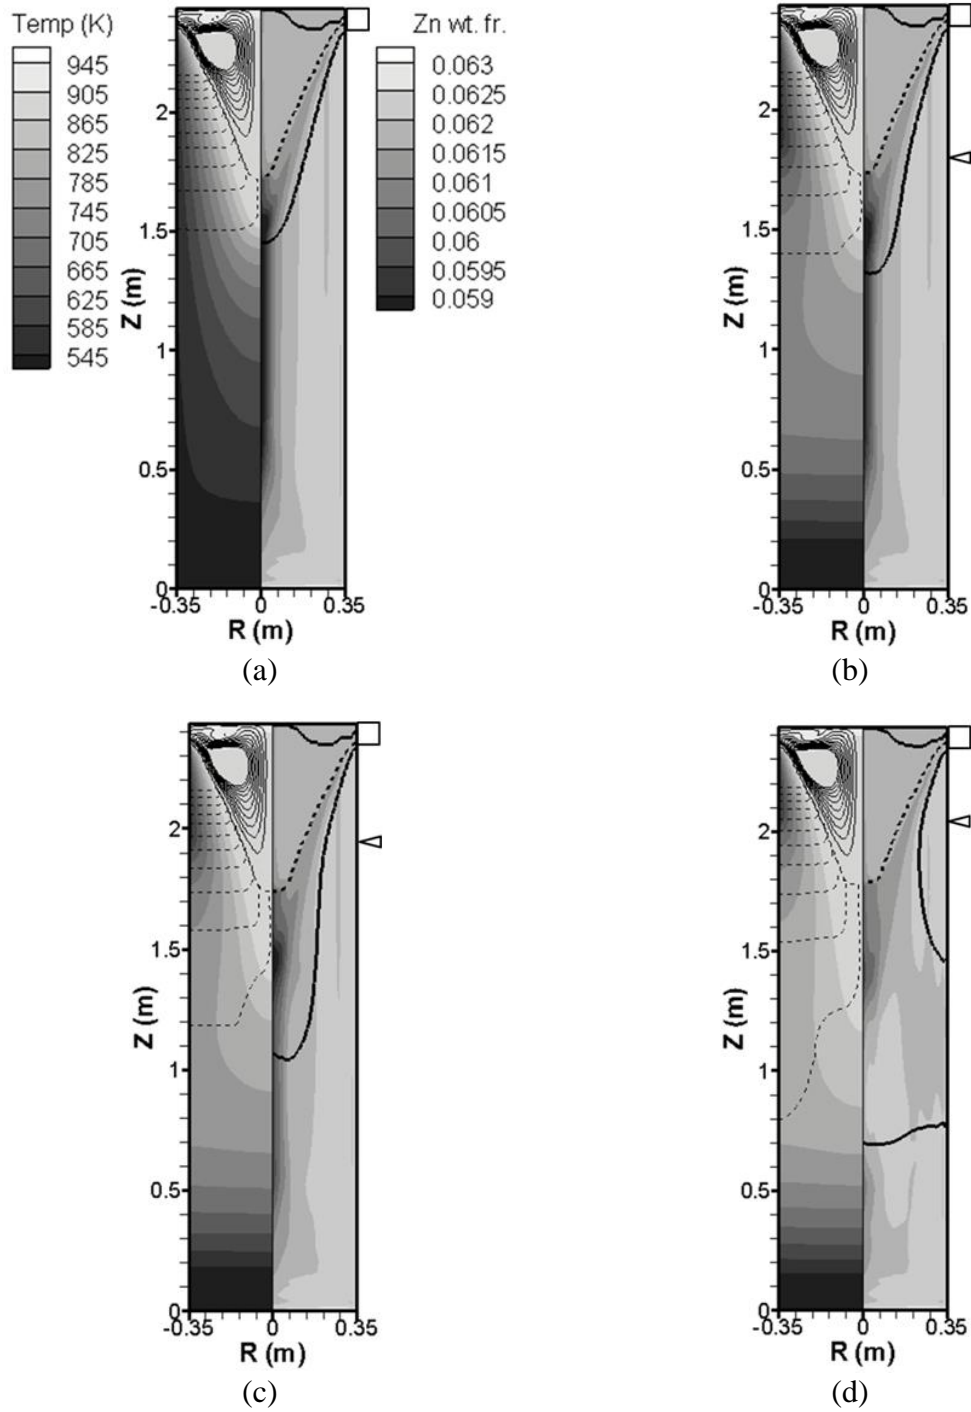 Temp (K)
945
905
865
825
785
745
705
665
625
585
545
Zn wt. fr.
0.063
0.0625
0.062
0.0615
0.061
0.0605
0.06
0.0595
0.059
Z (m)
2
1.5
1
0.5
0
-0.35 0 0.35
R (m)
(a)
Z (m)
2
1.5
1
0.5
0
-0.35 0 0.35
R (m)
(b)
Z (m)
2
1.5
1
0.5
0
-0.35 0 0.35
R (m)
(c)
Z (m)
2
1.5
1
0.5
0
-0.35 0 0.35
R (m)
(d)